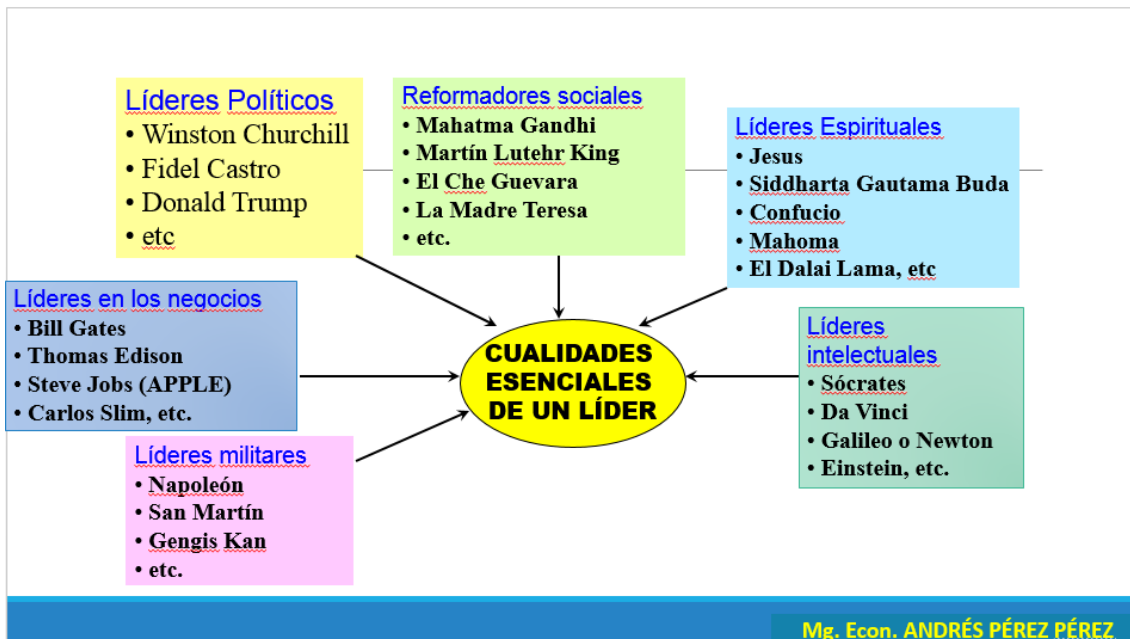 Líderes Políticos
• Winston Churchill
• Fidel Castro
• Donald Trump
• etc
Reformadores sociales
• Mahatma Gandhi
• Martín Lutehr King
• El Che Guevara
• La Madre Teresa
• etc.
Líderes Espirituales
• Jesus
• Siddharta Gautama Buda
• Confucio
• Mahoma
• El Dalai Lama, etc
Líderes en los negocios
• Bill Gates
• Thomas Edison
• Steve Jobs (APPLE)
• Carlos Slim, etc.
CUALIDADES
ESENCIALES
DE UN LÍDER
Líderes
intelectuales
• Sócrates
• Da Vinci
• Galileo o Newton
• Einstein, etc.
Líderes militares
• Napoleón
• San Martín
• Gengis Kan
• etc.
Mg. Econ. ANDRÉS PÉREZ PÉREZ